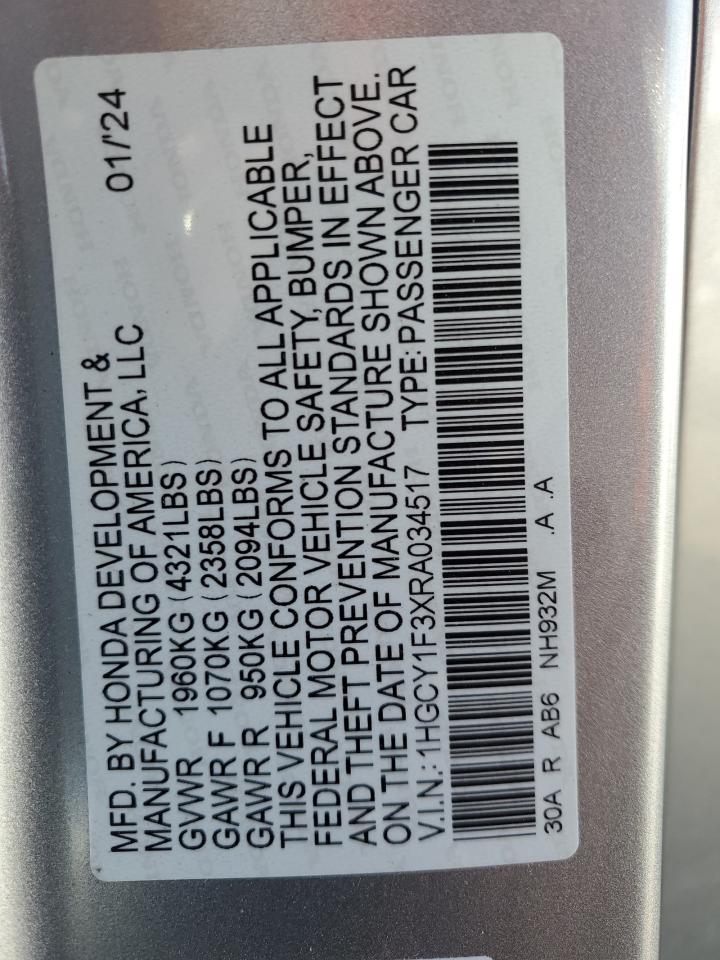 MFD. BY HONDA DEVELOPMENT &
MANUFACTURING OF AMERICA, LLC 01/'24
GVWR 1960KG (4321LBS)
GAWR F 1070KG (2358LBS)
GAWR R 950KG (2094LBS)
THIS VEHICLE CONFORMS TO ALL APPLICABLE
FEDERAL MOTOR VEHICLE SAFETY, BUMPER,
AND THEFT PREVENTION STANDARDS IN EFFECT
ON THE DATE OF MANUFACTURE SHOWN ABOVE.
V.I.N.: 1HGCY1F3XRA034517 TYPE: PASSENGER CAR
30A R AB6 NH932M .A .A